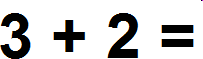 3 + 2 =